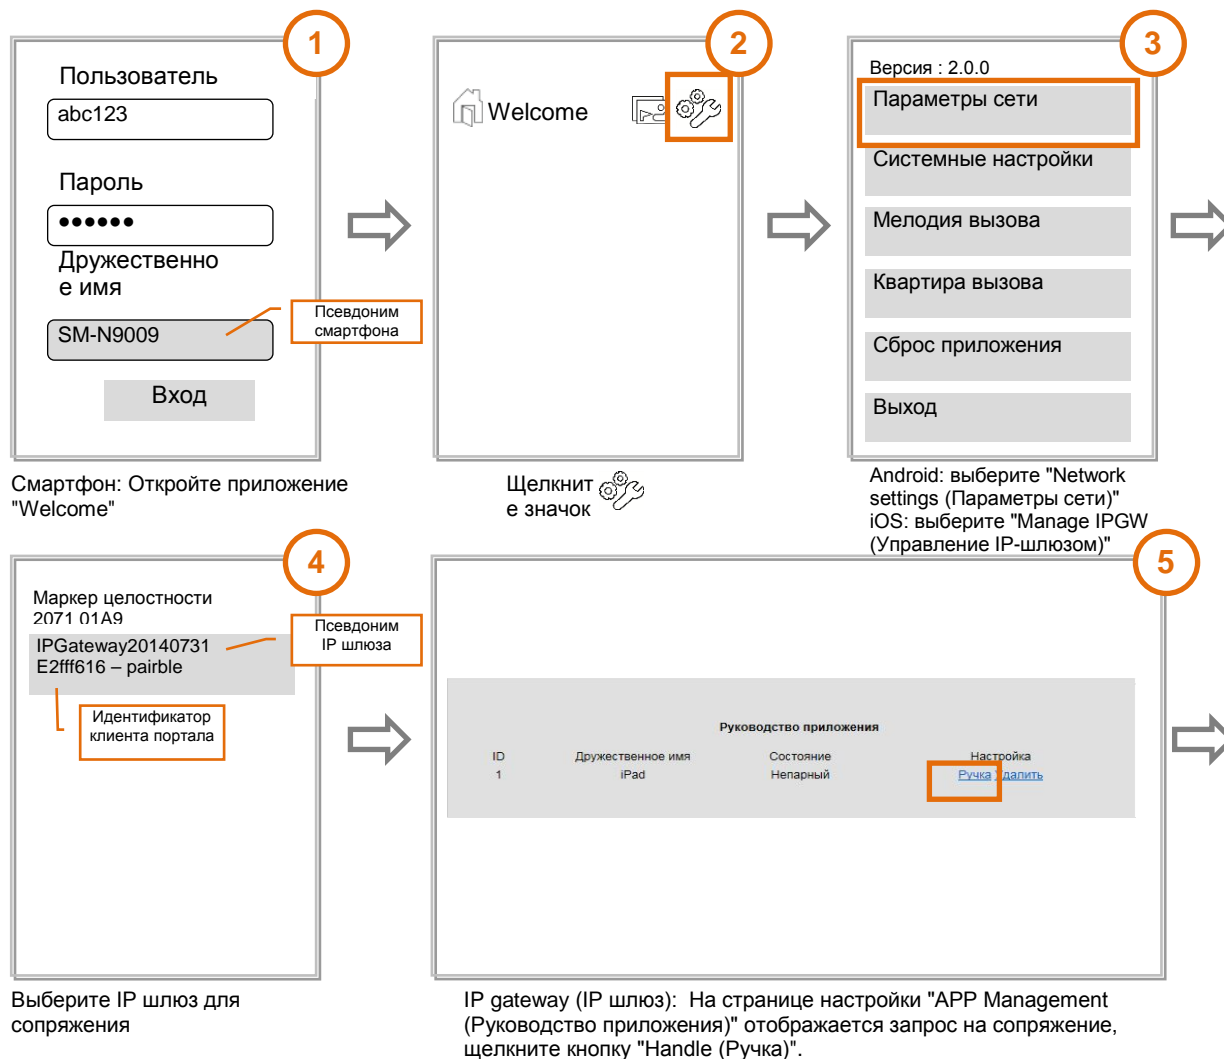 1
Пользователь
abc123
Пароль
●●●●●●
Дружественно
е имя
SM-N9009
Псевдоним
смартфона
Вход
Смартфон: Откройте приложение
"Welcome"
2
Welcome
Щелкнит
е значок
3
Версия : 2.0.0
Параметры сети
Системные настройки
Мелодия вызова
Квартира вызова
Сброс приложения
Выход
Android: выберите "Network
settings (Параметры сети)"
iOS: выберите "Manage IPGW
(Управление IP-шлюзом)"
4
Маркер целостности
2071 01A9
IPGateway20140731
E2fff616 – pairble
Псевдоним
IP шлюза
Идентификатор
клиента портала
Выберите IP шлюз для
сопряжения
5
Руководство приложения
ID Дружественное имя Состояние Настройка
1 iPad Непарный Ручка Удалить
IP gateway (IP шлюз): На странице настройки "APP Management
(Руководство приложения)" отображается запрос на сопряжение,
щелкните кнопку "Handle (Ручка)".